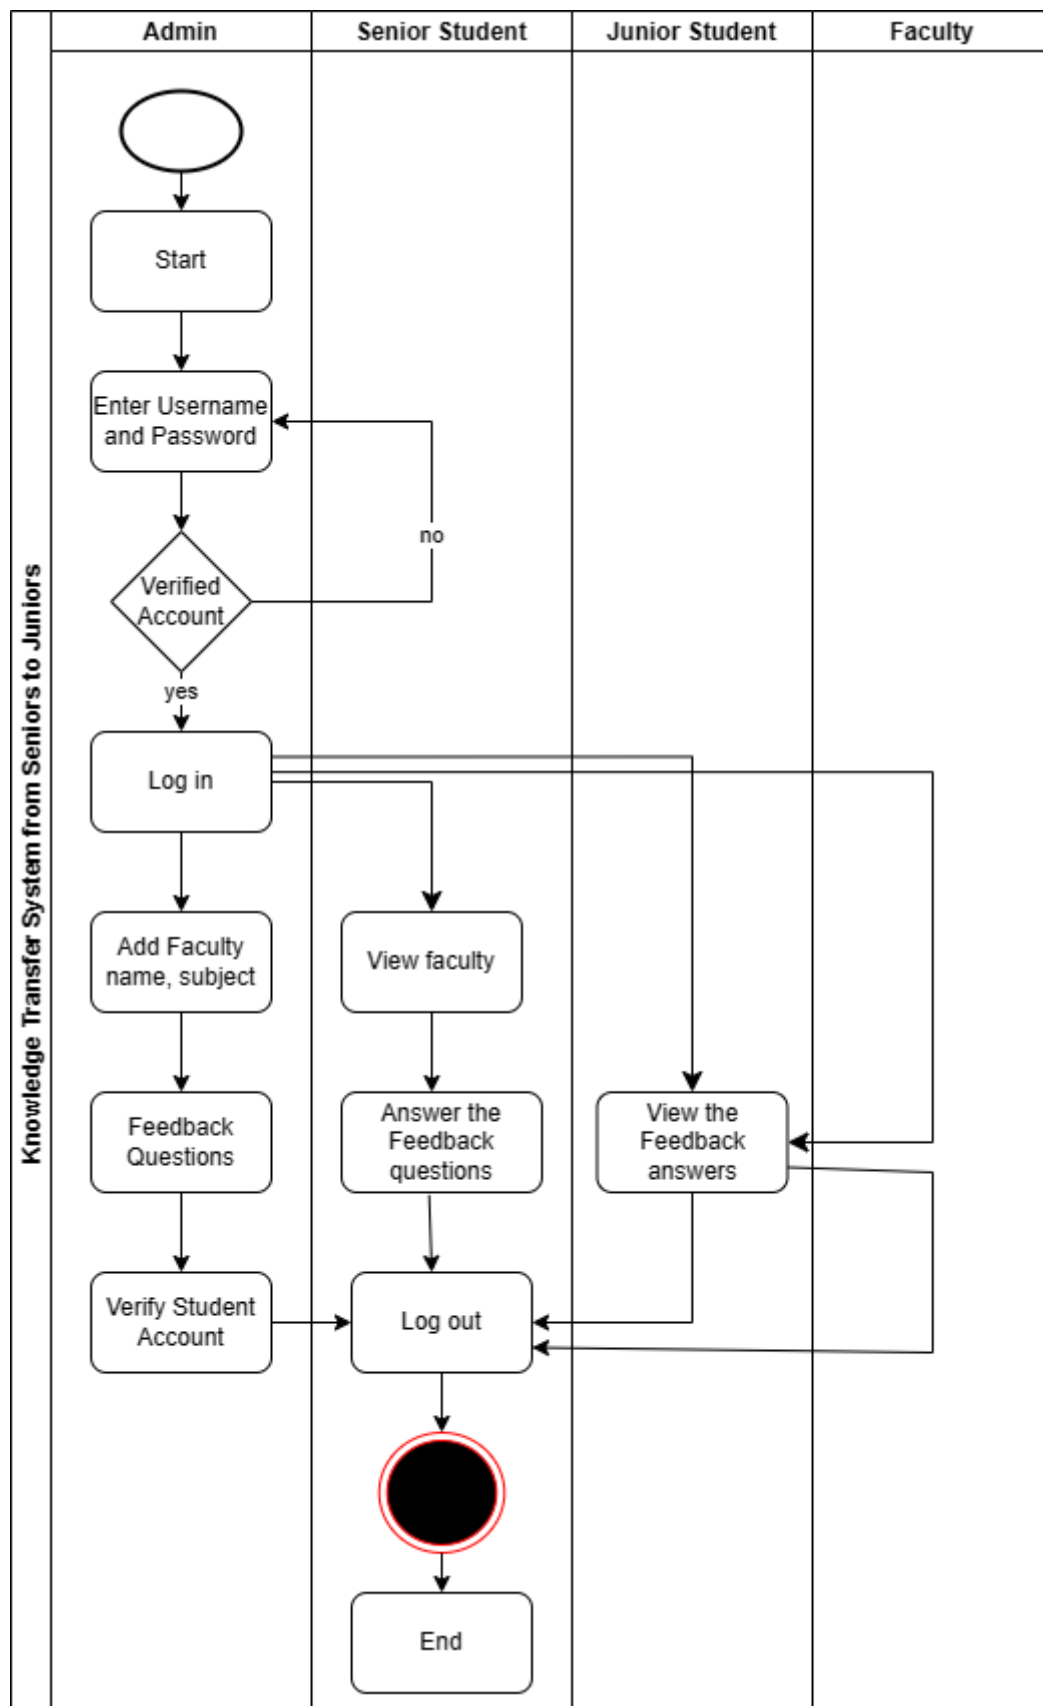 Knowledge Transfer System from Seniors to Juniors
Admin
Senior Student
Junior Student
Faculty
Start
Enter Username
and Password
no
Verified
Account
yes
Log in
Add Faculty
name, subject
View faculty
Feedback
Questions
Answer the
Feedback
questions
View the
Feedback
answers
Verify Student
Account
Log out
End